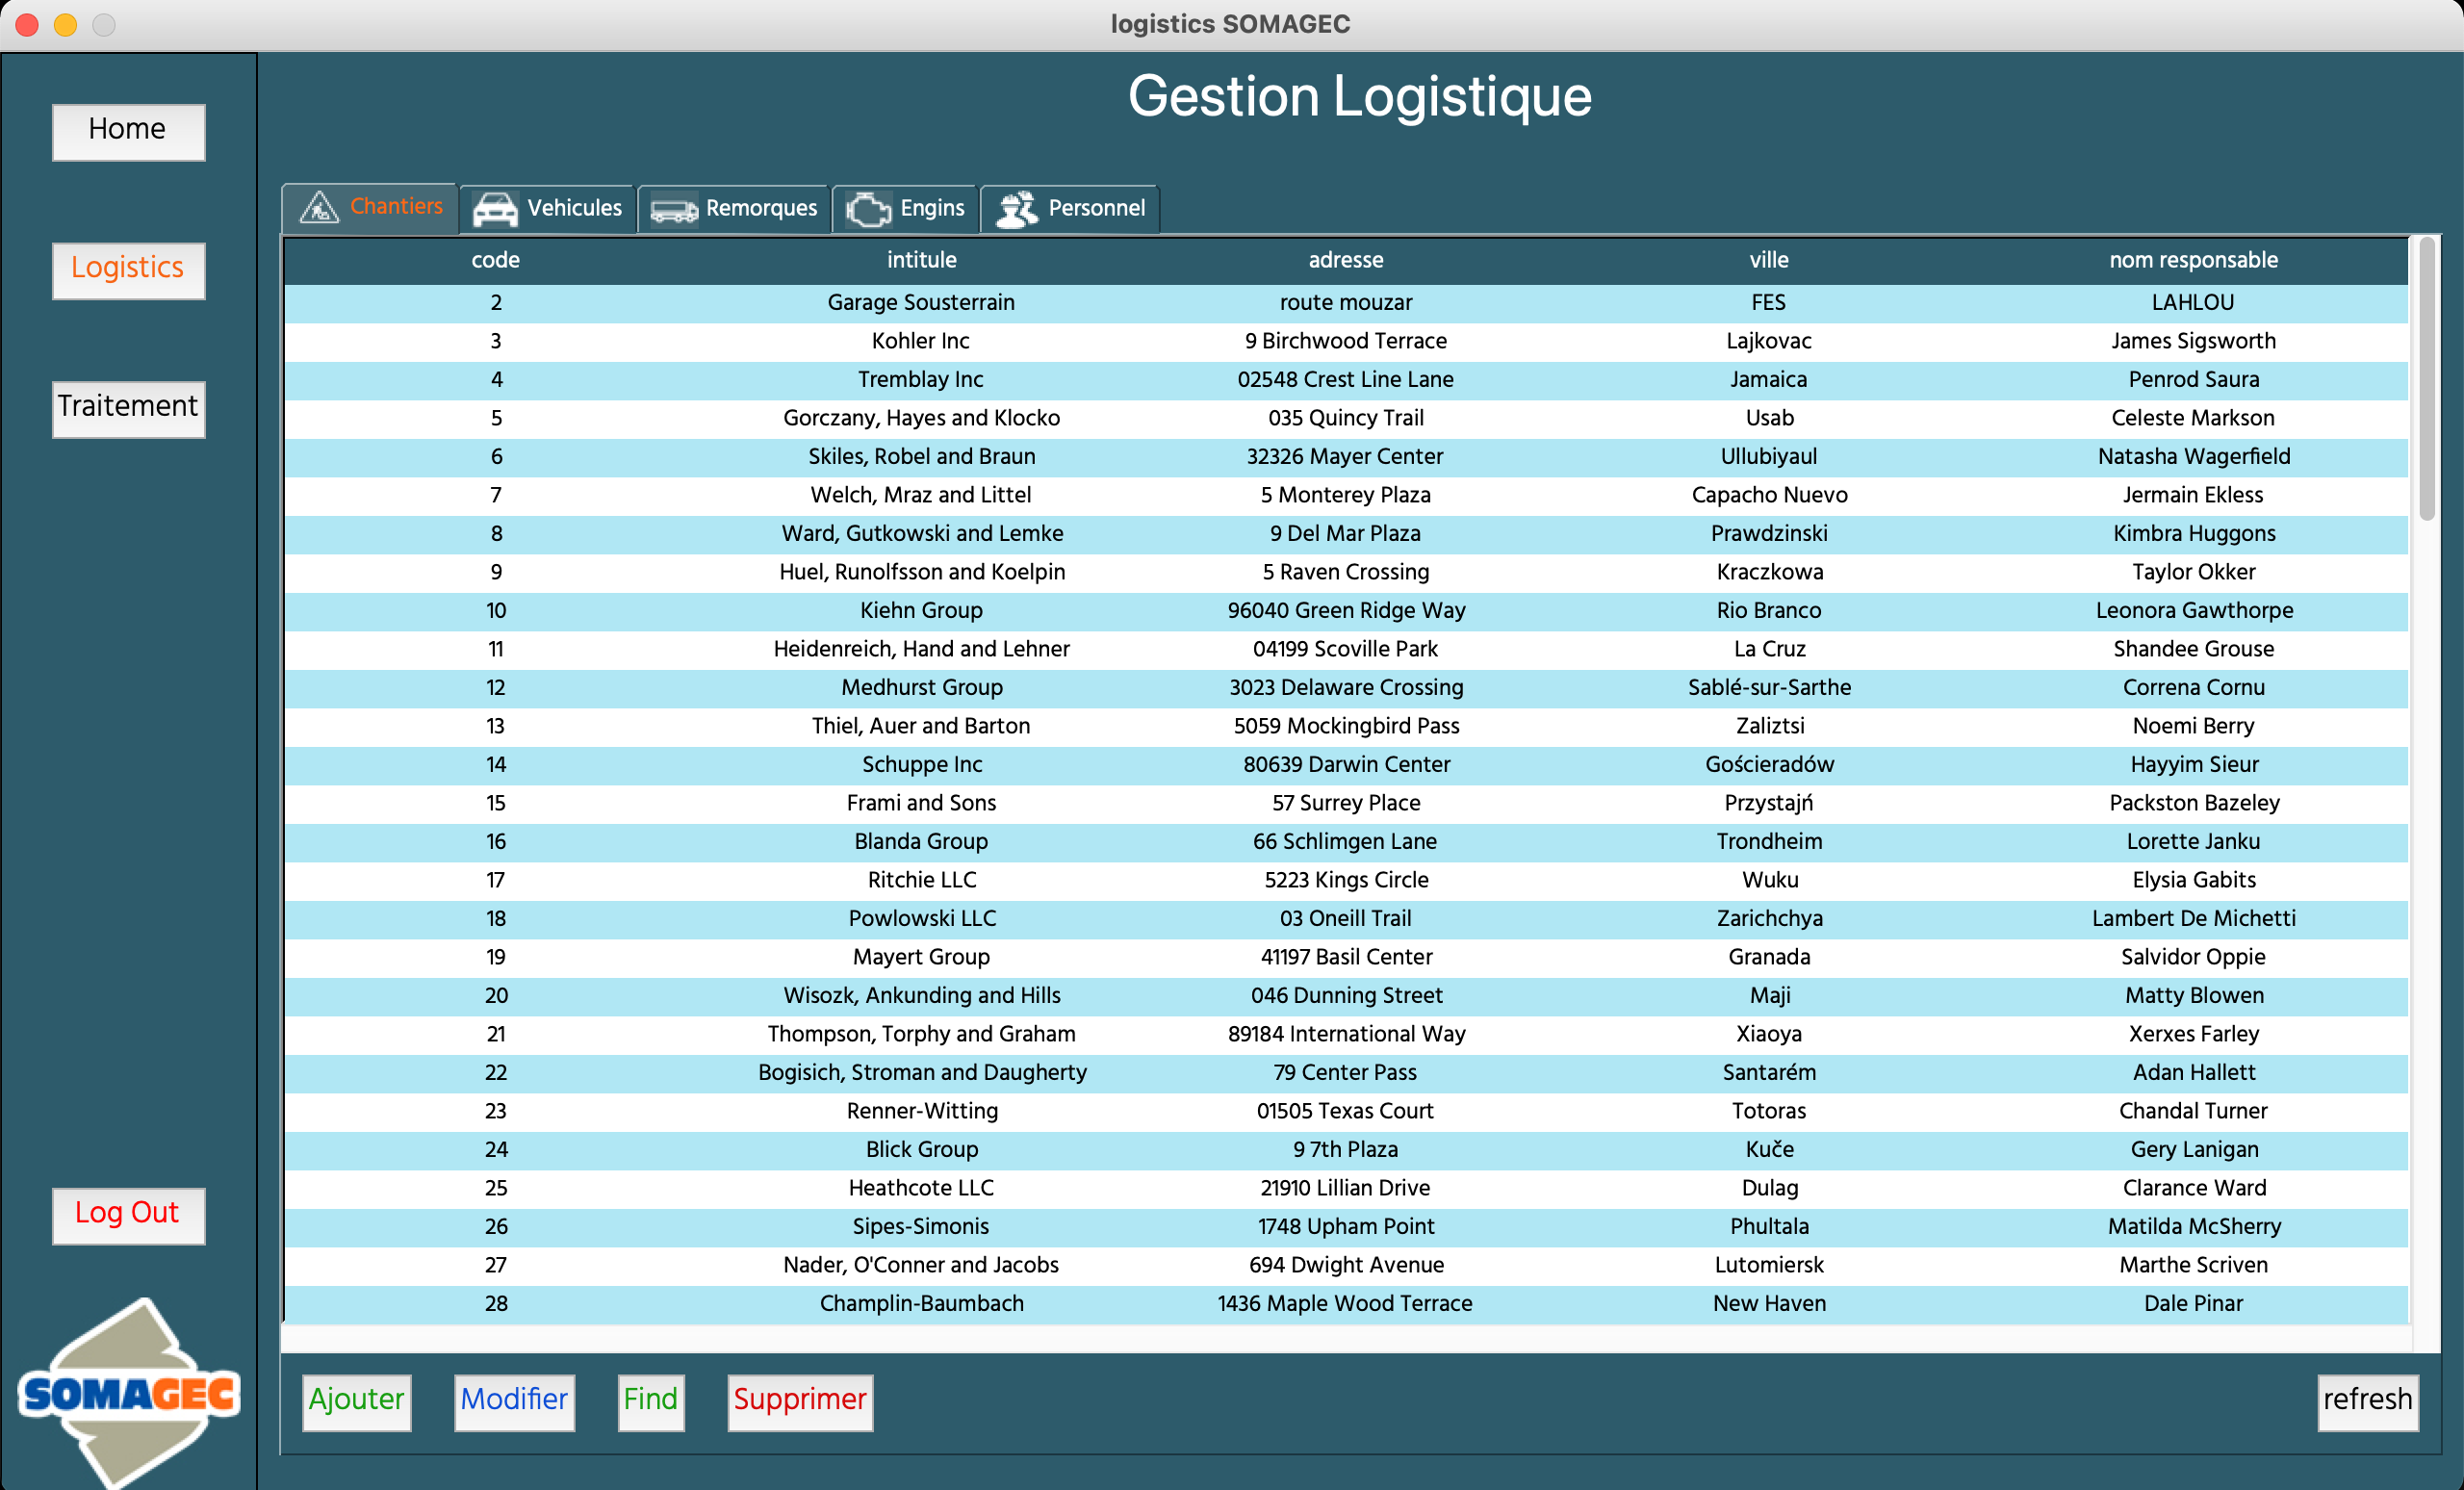 logistics SOMAGEC
Home
Logistics
Traitement
Log Out
SOMAGEC
Gestion Logistique
Chantiers Vehicules Remorques Engins Personnel
code intitule adresse ville nom responsable
2 Garage Sousterrain route mouzar FES LAHLOU
3 Kohler Inc 9 Birchwood Terrace Lajkovac James Sigsworth
4 Tremblay Inc 02548 Crest Line Lane Jamaica Penrod Saura
5 Gorczany, Hayes and Klocko 035 Quincy Trail Usab Celeste Markson
6 Skiles, Robel and Braun 32326 Mayer Center Ullubiyaul Natasha Wagerfield
7 Welch, Mraz and Littel 5 Monterey Plaza Capacho Nuevo Jermain Ekless
8 Ward, Gutkowski and Lemke 9 Del Mar Plaza Prawdzinski Kimbra Huggons
9 Huel, Runolfsson and Koelpin 5 Raven Crossing Kraczkowa Taylor Okker
10 Kiehn Group 96040 Green Ridge Way Rio Branco Leonora Gawthorpe
11 Heidenreich, Hand and Lehner 04199 Scoville Park La Cruz Shandee Grouse
12 Medhurst Group 3023 Delaware Crossing Sablé-sur-Sarthe Correna Cornu
13 Thiel, Auer and Barton 5059 Mockingbird Pass Zaliztsi Noemi Berry
14 Schuppe Inc 80639 Darwin Center Gościeradów Hayyim Sieur
15 Frami and Sons 57 Surrey Place Przystajń Packston Bazeley
16 Blanda Group 66 Schlimgen Lane Trondheim Lorette Janku
17 Ritchie LLC 5223 Kings Circle Wuku Elysia Gabits
18 Powlowski LLC 03 Oneill Trail Zarichchya Lambert De Michetti
19 Mayert Group 41197 Basil Center Granada Salvidor Oppie
20 Wisozk, Ankunding and Hills 046 Dunning Street Maji Matty Blowen
21 Thompson, Torphy and Graham 89184 International Way Xiaoya Xerxes Farley
22 Bogisich, Stroman and Daugherty 79 Center Pass Santarém Adan Hallett
23 Renner-Witting 01505 Texas Court Totoras Chandal Turner
24 Blick Group 9 7th Plaza Kuče Gery Lanigan
25 Heathcote LLC 21910 Lillian Drive Dulag Clarance Ward
26 Sipes-Simonis 1748 Upham Point Phultala Matilda McSherry
27 Nader, O'Conner and Jacobs 694 Dwight Avenue Lutomiersk Marthe Scriven
28 Champlin-Baumbach 1436 Maple Wood Terrace New Haven Dale Pinar
Ajouter Modifier Find Supprimer refresh